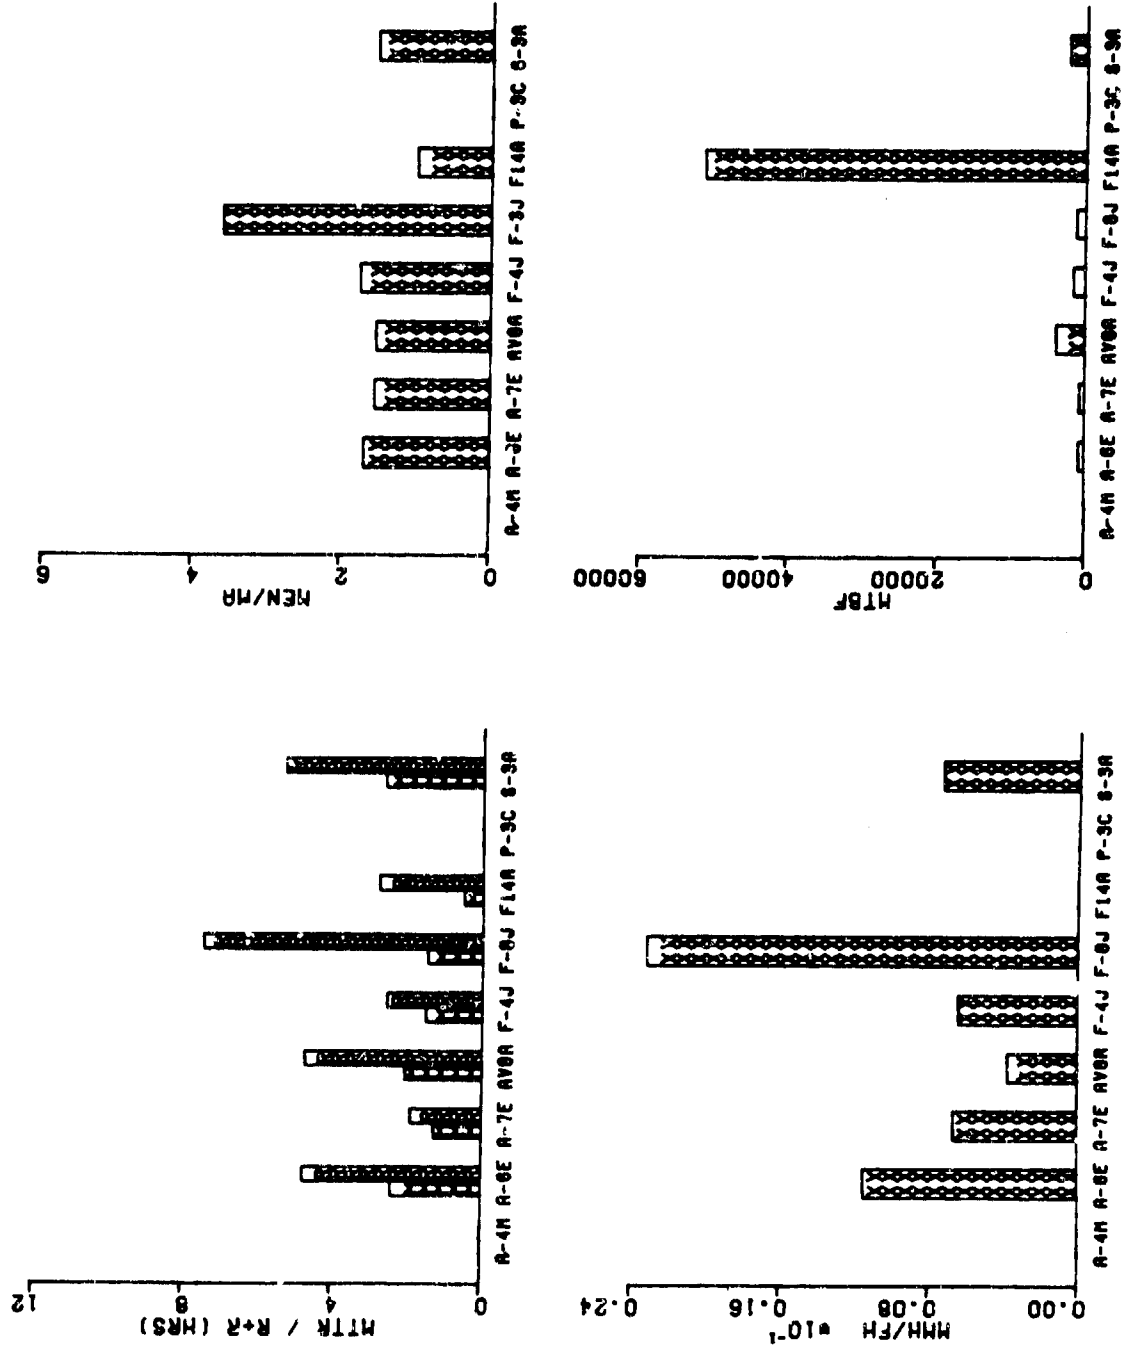 MEN/MA
6
4
2
0
A-4M A-6E A-7E AV8A F-4J F-8J F14A P-3C S-3A
MTBF
60000
40000
20000
0
A-4M A-6E A-7E AV8A F-4J F-8J F14A P-3C S-3A
MTTR / R+R (HRS)
12
8
4
0
A-4M A-6E A-7E AV8A F-4J F-8J F14A P-3C S-3A
MMH/FH *10⁻¹
0.24
0.16
0.08
0.00
A-4M A-6E A-7E AV8A F-4J F-8J F14A P-3C S-3A